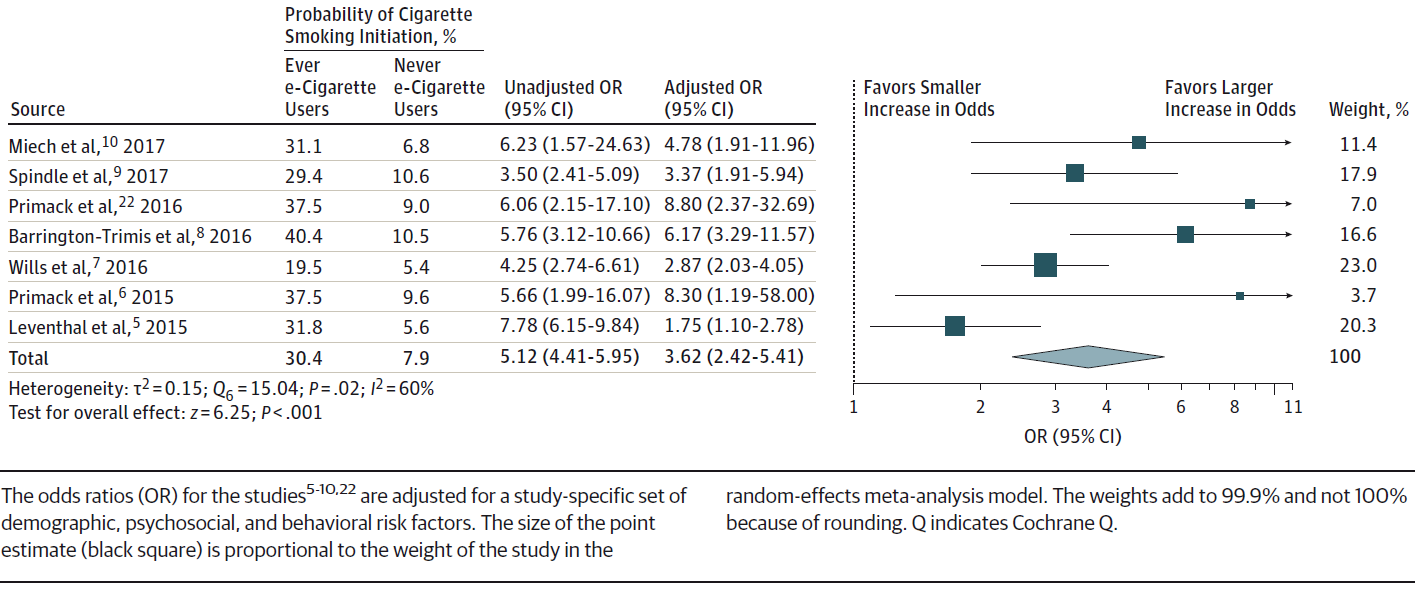 Probability of Cigarette
Smoking Initiation, %
Ever Never
e-Cigarette e-Cigarette Unadjusted OR Adjusted OR Favors Smaller Favors Larger
Source Users Users (95% CI) (95% CI) Increase in Odds Increase in Odds Weight, %
Miech et al,10 2017 31.1 6.8 6.23 (1.57-24.63) 4.78 (1.91-11.96) 11.4
Spindle et al,9 2017 29.4 10.6 3.50 (2.41-5.09) 3.37 (1.91-5.94) 17.9
Primack et al,22 2016 37.5 9.0 6.06 (2.15-17.10) 8.80 (2.37-32.69) 7.0
Barrington-Trimis et al,8 2016 40.4 10.5 5.76 (3.12-10.66) 6.17 (3.29-11.57) 16.6
Wills et al,7 2016 19.5 5.4 4.25 (2.74-6.61) 2.87 (2.03-4.05) 23.0
Primack et al,6 2015 37.5 9.6 5.66 (1.99-16.07) 8.30 (1.19-58.00) 3.7
Leventhal et al,5 2015 31.8 5.6 7.78 (6.15-9.84) 1.75 (1.10-2.78) 20.3
Total 30.4 7.9 5.12 (4.41-5.95) 3.62 (2.42-5.41) 100
Heterogeneity: τ2 = 0.15; Q6 = 15.04; P = .02; I2 = 60%
Test for overall effect: z = 6.25; P < .001
1 2 3 4 6 8 11
OR (95% CI)
The odds ratios (OR) for the studies5-10,22 are adjusted for a study-specific set of
demographic, psychosocial, and behavioral risk factors. The size of the point
estimate (black square) is proportional to the weight of the study in the
random-effects meta-analysis model. The weights add to 99.9% and not 100%
because of rounding. Q indicates Cochrane Q.